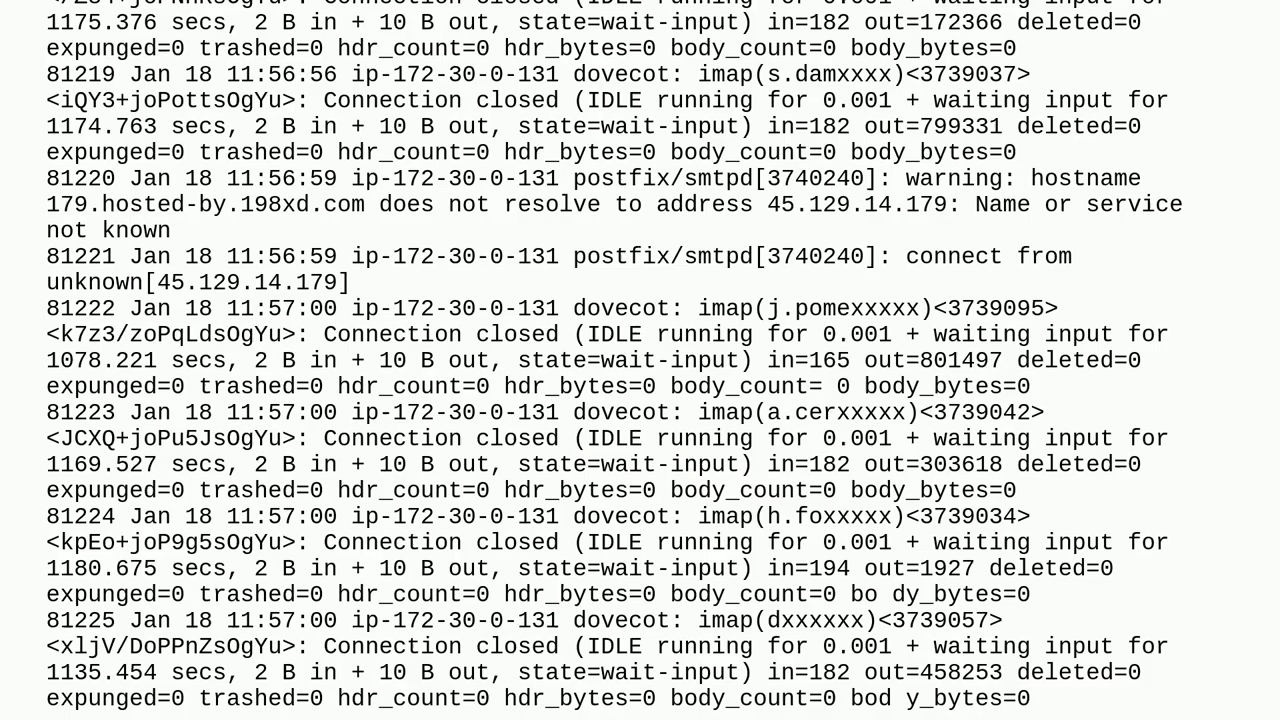 1175.376 secs, 2 B in + 10 B out, state=wait-input) in=182 out=172366 deleted=0
expunged=0 trashed=0 hdr_count=0 hdr_bytes=0 body_count=0 body_bytes=0
81219 Jan 18 11:56:56 ip-172-30-0-131 dovecot: imap(s.damxxxx)<3739037>
<iQY3+joPottsOgYu>: Connection closed (IDLE running for 0.001 + waiting input for
1174.763 secs, 2 B in + 10 B out, state=wait-input) in=182 out=799331 deleted=0
expunged=0 trashed=0 hdr_count=0 hdr_bytes=0 body_count=0 body_bytes=0
81220 Jan 18 11:56:59 ip-172-30-0-131 postfix/smtpd[3740240]: warning: hostname
179.hosted-by.198xd.com does not resolve to address 45.129.14.179: Name or service
not known
81221 Jan 18 11:56:59 ip-172-30-0-131 postfix/smtpd[3740240]: connect from
unknown[45.129.14.179]
81222 Jan 18 11:57:00 ip-172-30-0-131 dovecot: imap(j.pomexxxxx)<3739095>
<k7z3/zoPqLdsOgYu>: Connection closed (IDLE running for 0.001 + waiting input for
1078.221 secs, 2 B in + 10 B out, state=wait-input) in=165 out=801497 deleted=0
expunged=0 trashed=0 hdr_count=0 hdr_bytes=0 body_count= 0 body_bytes=0
81223 Jan 18 11:57:00 ip-172-30-0-131 dovecot: imap(a.cerxxxxx)<3739042>
<JCXQ+joPu5JsOgYu>: Connection closed (IDLE running for 0.001 + waiting input for
1169.527 secs, 2 B in + 10 B out, state=wait-input) in=182 out=303618 deleted=0
expunged=0 trashed=0 hdr_count=0 hdr_bytes=0 body_count=0 body_bytes=0
81224 Jan 18 11:57:00 ip-172-30-0-131 dovecot: imap(h.foxxxxx)<3739034>
<kpEo+joP9g5sOgYu>: Connection closed (IDLE running for 0.001 + waiting input for
1180.675 secs, 2 B in + 10 B out, state=wait-input) in=194 out=1927 deleted=0
expunged=0 trashed=0 hdr_count=0 hdr_bytes=0 body_count=0 bo dy_bytes=0
81225 Jan 18 11:57:00 ip-172-30-0-131 dovecot: imap(dxxxxxx)<3739057>
<xljV/DoPPnZsOgYu>: Connection closed (IDLE running for 0.001 + waiting input for
1135.454 secs, 2 B in + 10 B out, state=wait-input) in=182 out=458253 deleted=0
expunged=0 trashed=0 hdr_count=0 hdr_bytes=0 body_count=0 bod y_bytes=0